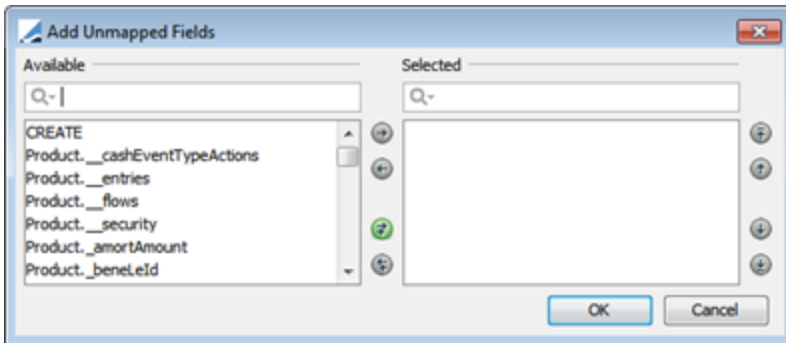 Add Unmapped Fields
Available
Selected
CREATE
Product.__cashEventTypeActions
Product.__entries
Product.__flows
Product.__security
Product._amortAmount
Product._beneLeId
OK
Cancel